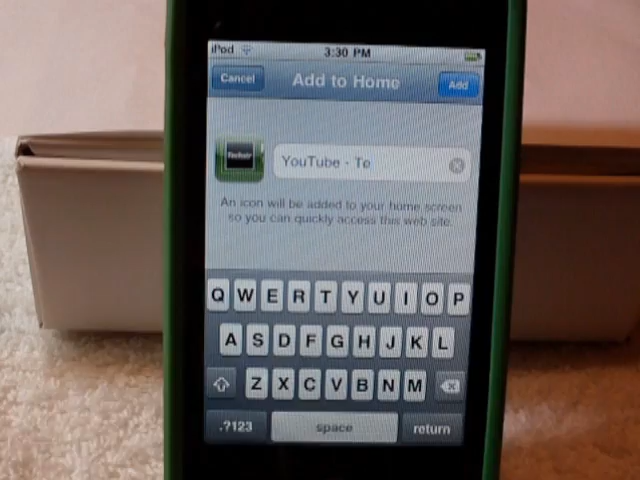 iPod 3:30 PM
Cancel Add to Home Add
YouTube - Te
An icon will be added to your home screen
so you can quickly access this web site.
Q W E R T Y U I O P
A S D F G H J K L
Z X C V B N M
.?123 space return